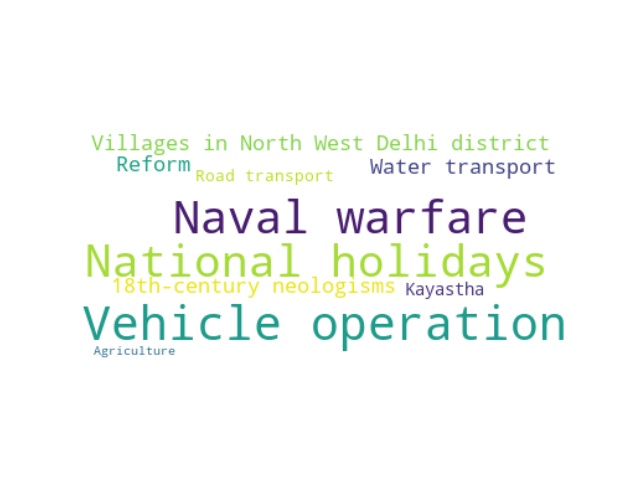 Villages in North West Delhi district
Reform
Road transport
Water transport
Naval warfare
National holidays
18th-century neologisms
Kayastha
Vehicle operation
Agriculture